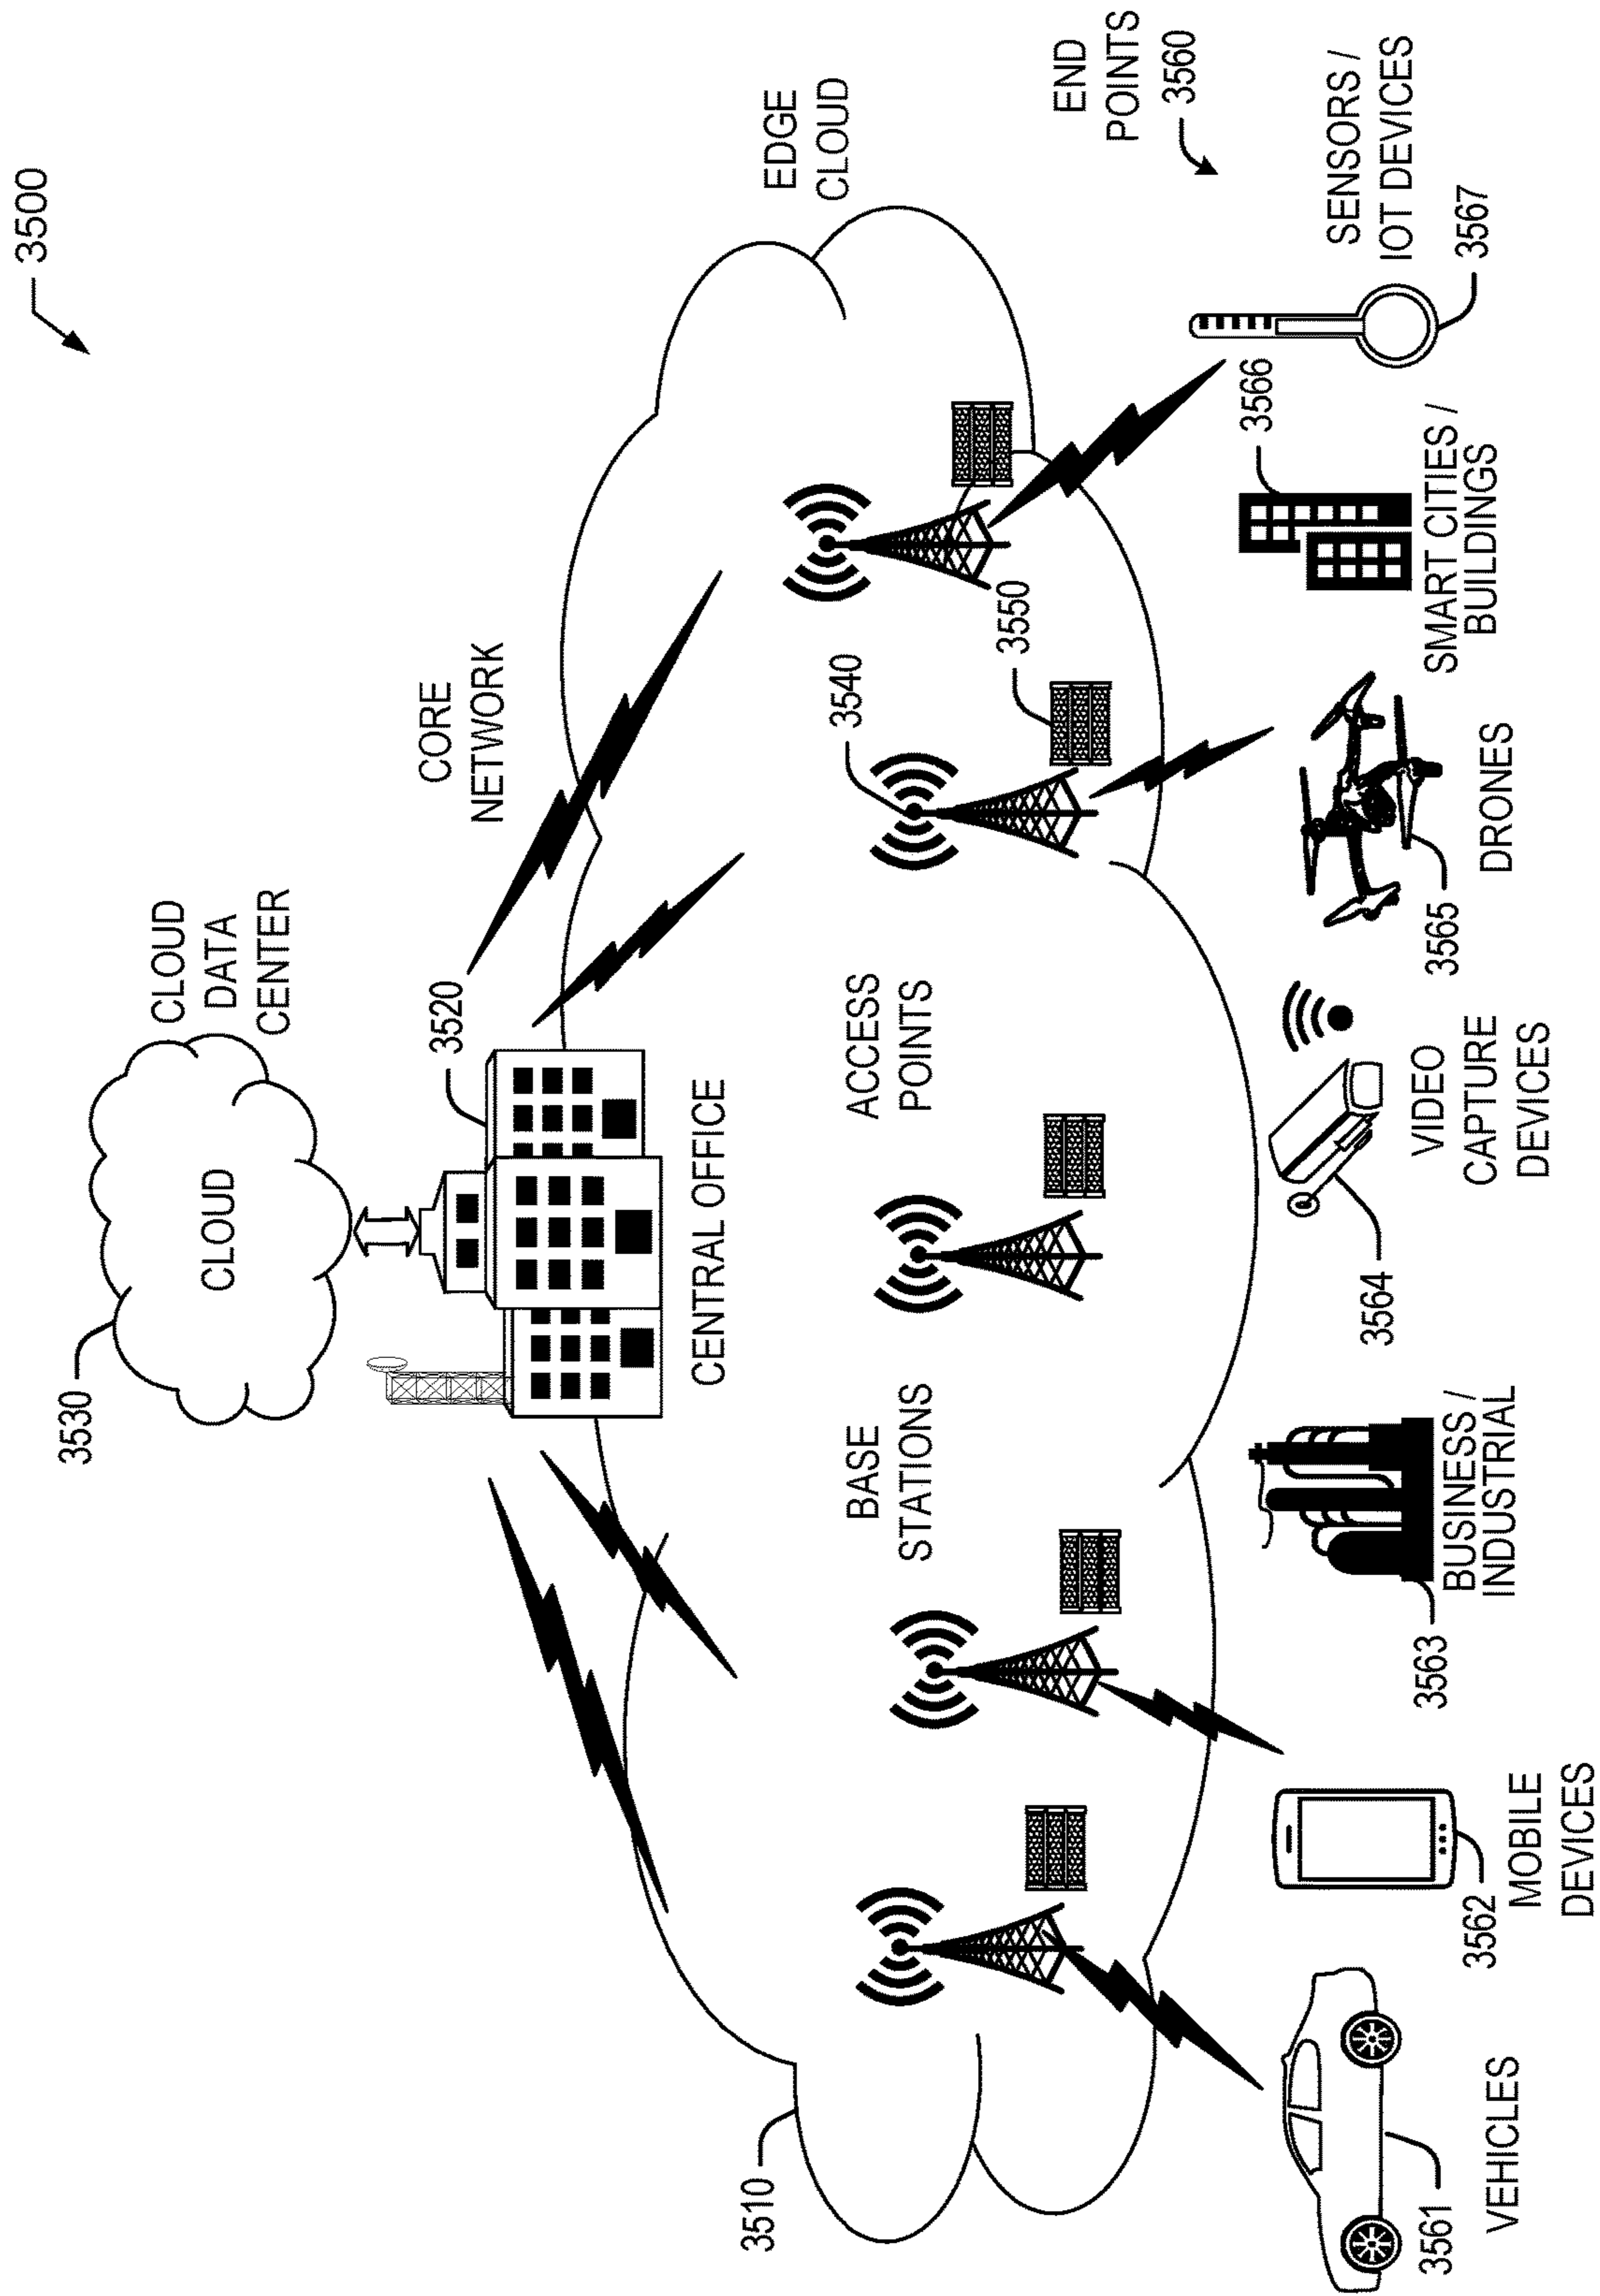 3500
3530
CLOUD
CLOUD
DATA
CENTER
3520
CORE
NETWORK
CENTRAL OFFICE
EDGE
CLOUD
3510
BASE
STATIONS
ACCESS
POINTS
3540
3550
END
POINTS
3560
3561
VEHICLES
3562
MOBILE
DEVICES
3563
BUSINESS /
INDUSTRIAL
3564
VIDEO
CAPTURE
DEVICES
3565
DRONES
3566
SMART CITIES /
BUILDINGS
SENSORS /
IOT DEVICES
3567